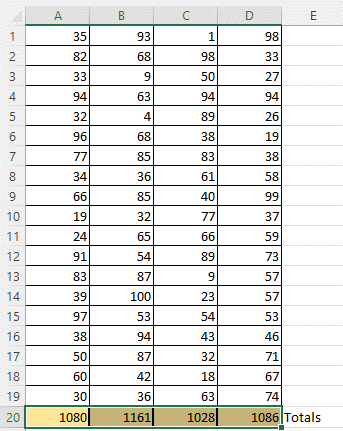 A B C D E
1 35 93 1 98
2 82 68 98 33
3 33 9 50 27
4 94 63 94 94
5 32 4 89 26
6 96 68 38 19
7 77 85 83 38
8 34 36 61 58
9 66 85 40 99
10 19 32 77 37
11 24 65 66 59
12 91 54 89 73
13 83 87 9 57
14 39 100 23 57
15 97 53 54 53
16 38 94 43 46
17 50 87 32 71
18 60 42 18 67
19 30 36 63 74
20 1080 1161 1028 1086 Totals